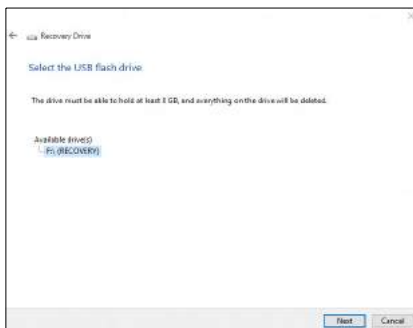 Recovery Drive
Select the USB flash drive
The drive must be able to hold at least 8 GB, and everything on the drive will be deleted.
Available drive(s)
F:\ (RECOVERY)
Next
Cancel